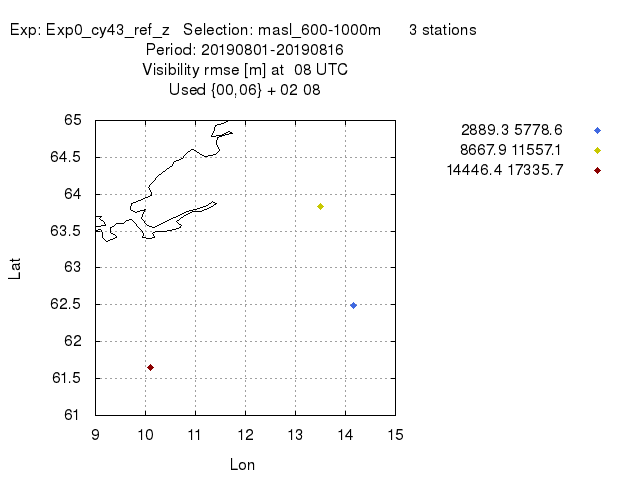 Exp: Exp0_cy43_ref_z   Selection: masl_600-1000m      3 stations
Period: 20190801-20190816
Visibility rmse [m] at  08 UTC
Used {00,06} + 02 08
2889.3 5778.6
8667.9 11557.1
14446.4 17335.7
65
64.5
64
63.5
63
62.5
62
61.5
61
Lat
9 10 11 12 13 14 15
Lon